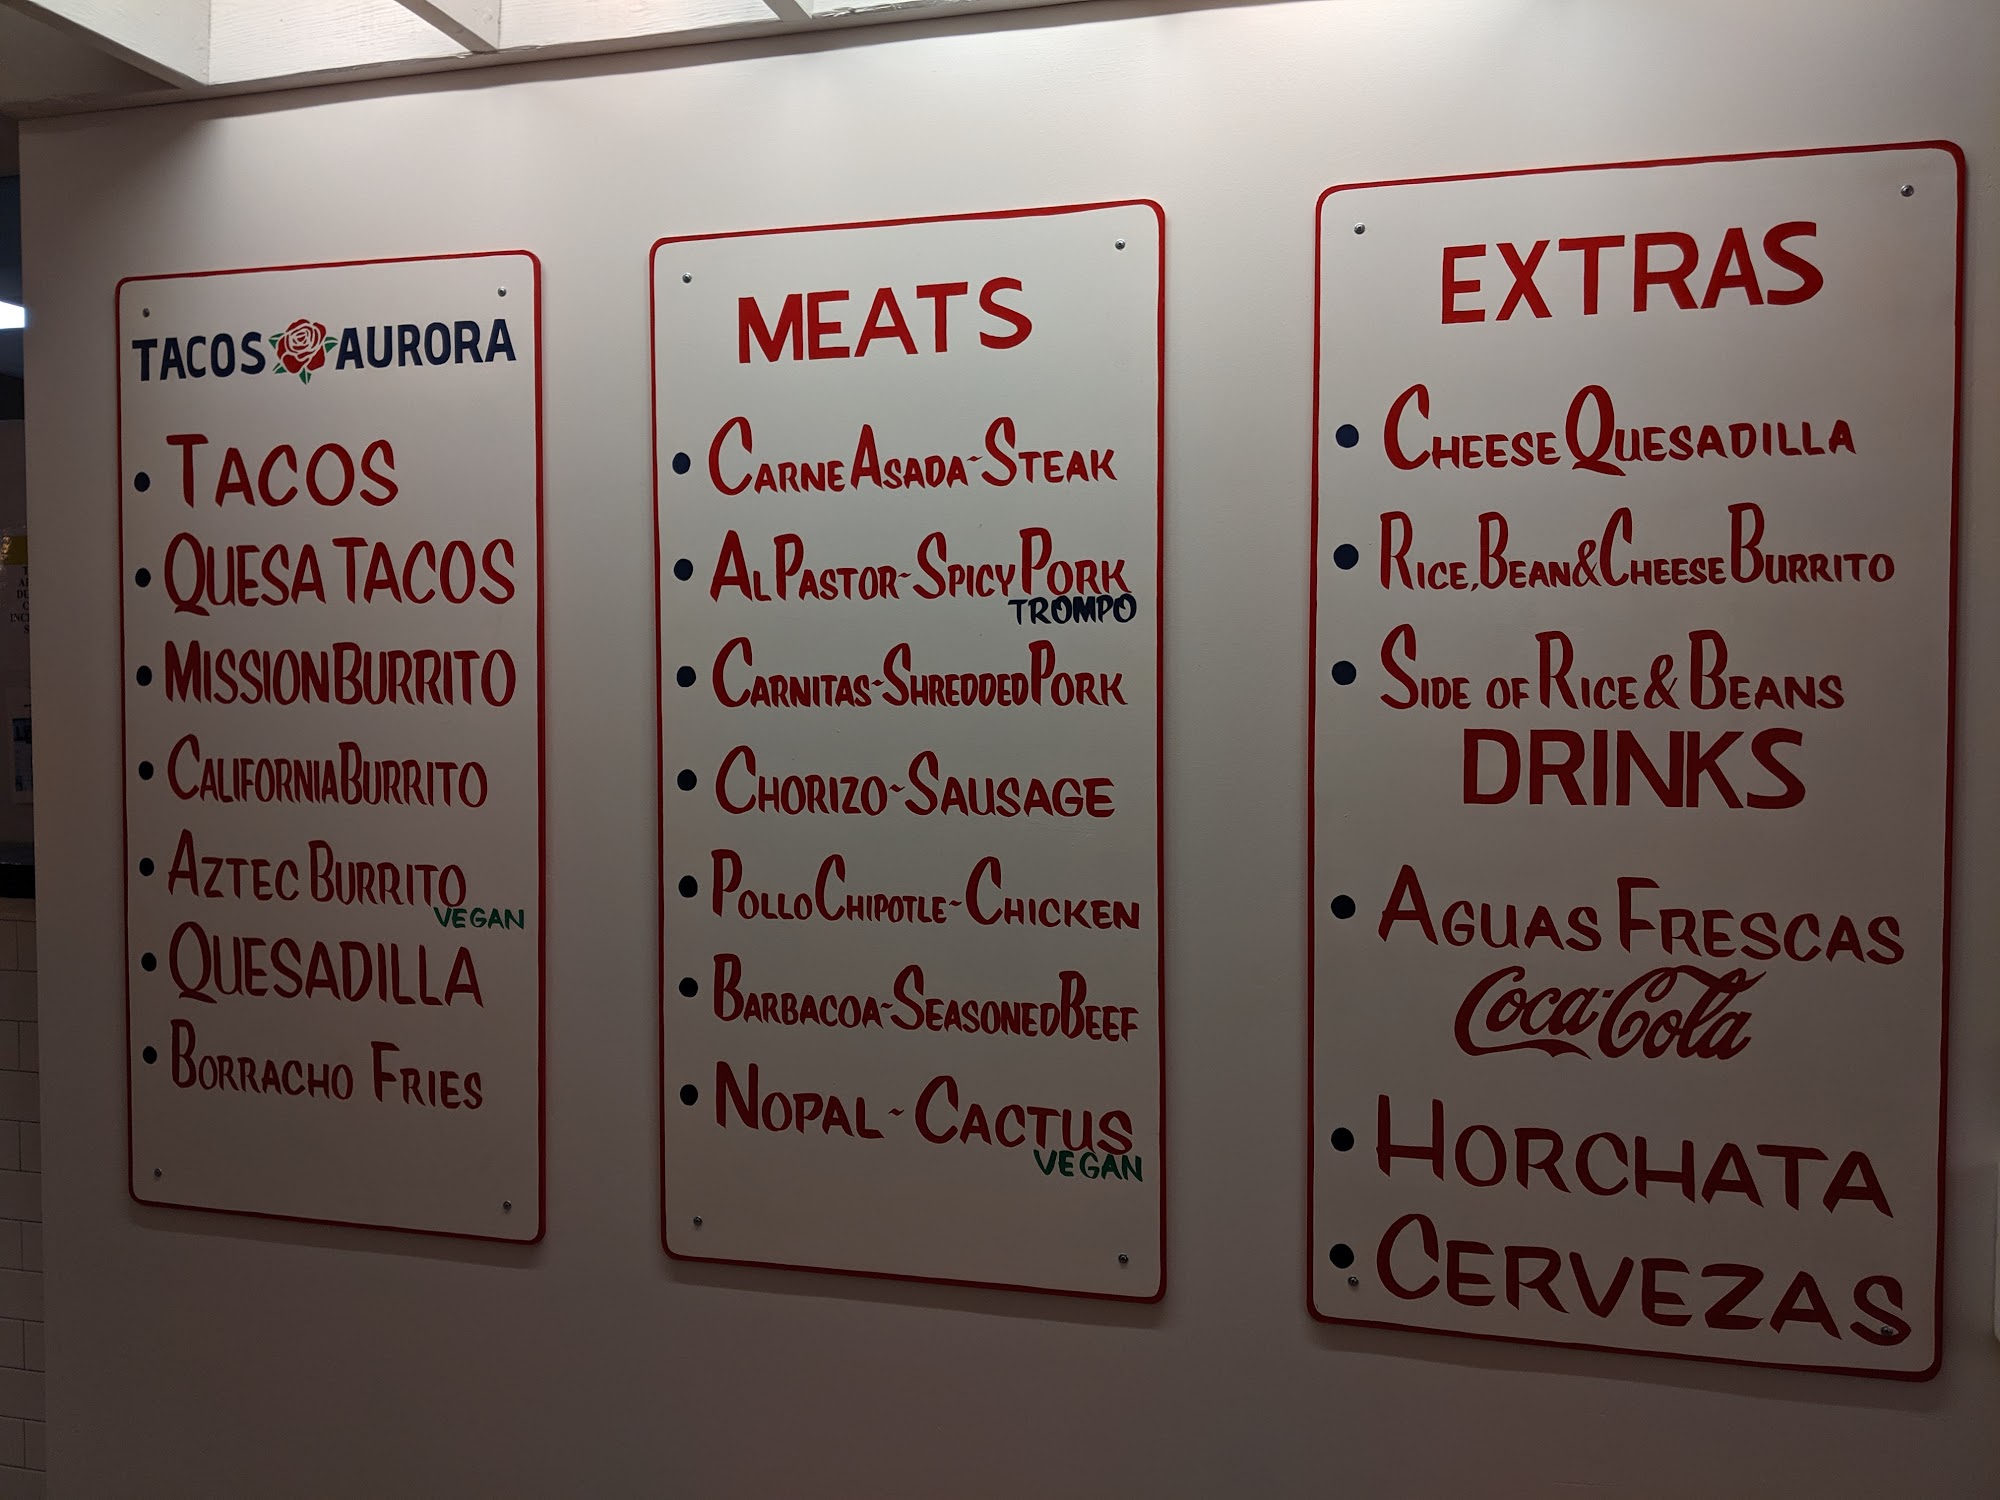 TACOS AURORA
• TACOS
• QUESA TACOS
• MISSION BURRITO
• CALIFORNIA BURRITO
• AZTEC BURRITO
VEGAN
• QUESADILLA
• BORRACHO FRIES
MEATS
• CARNE ASADA ~ STEAK
• AL PASTOR ~ SPICY PORK
TROMPO
• CARNITAS ~ SHREDDED PORK
• CHORIZO ~ SAUSAGE
• POLLO CHIPOTLE ~ CHICKEN
• BARBACOA ~ SEASONED BEEF
• NOPAL ~ CACTUS
VEGAN
EXTRAS
• CHEESE QUESADILLA
• RICE, BEAN & CHEESE BURRITO
• SIDE OF RICE & BEANS
DRINKS
• AGUAS FRESCAS
Coca-Cola
• HORCHATA
• CERVEZAS